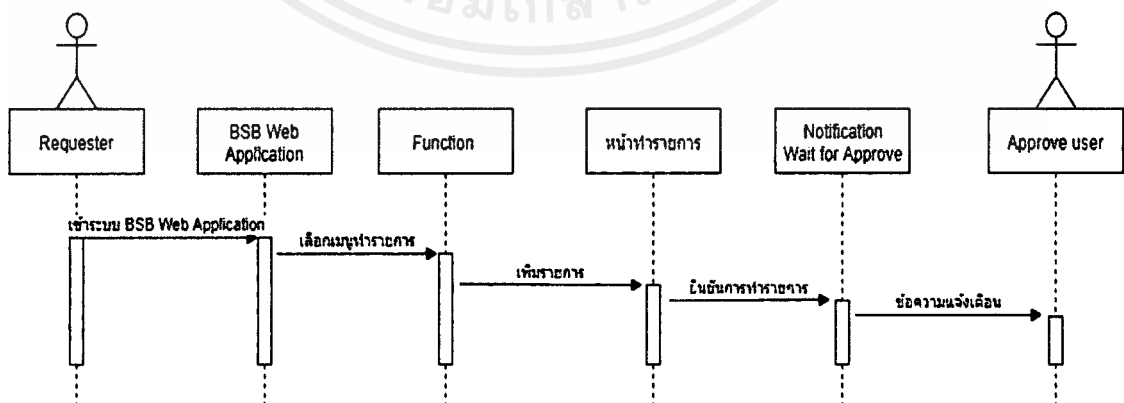 Requester
BSB Web
Application
Function
หน้าทำรายการ
Notification
Wait for Approve
Approve user
เข้าระบบ BSB Web Application
เลือกเมนูทำรายการ
เพิ่มรายการ
ยืนยันการทำรายการ
ข้อความแจ้งเตือน